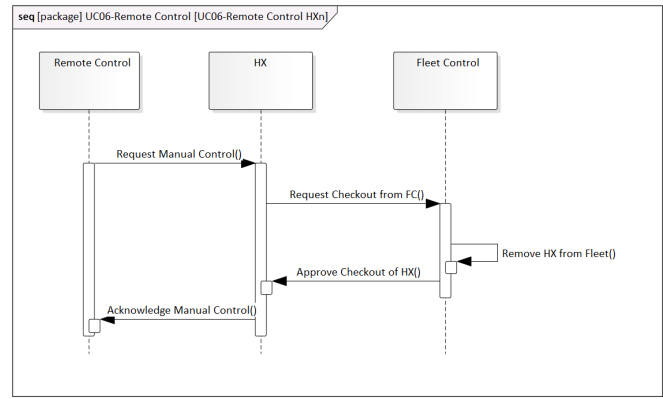 seq [package] UC06-Remote Control [UC06-Remote Control HXn]
Remote Control
HX
Fleet Control
Request Manual Control()
Request Checkout from FC()
Remove HX from Fleet()
Approve Checkout of HX()
Acknowledge Manual Control()